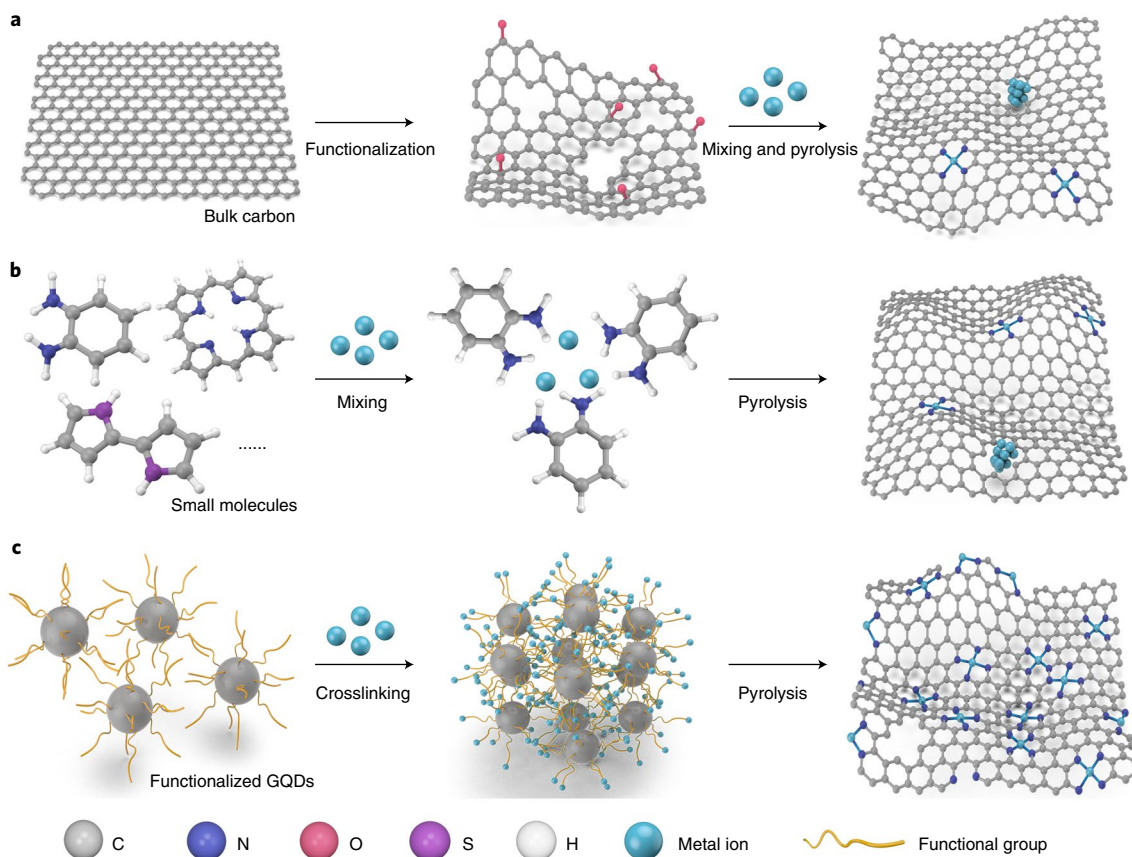 a
Functionalization
Mixing and pyrolysis
Bulk carbon
b
Mixing
Pyrolysis
......
Small molecules
c
Crosslinking
Pyrolysis
Functionalized GQDs
C N O S H Metal ion Functional group